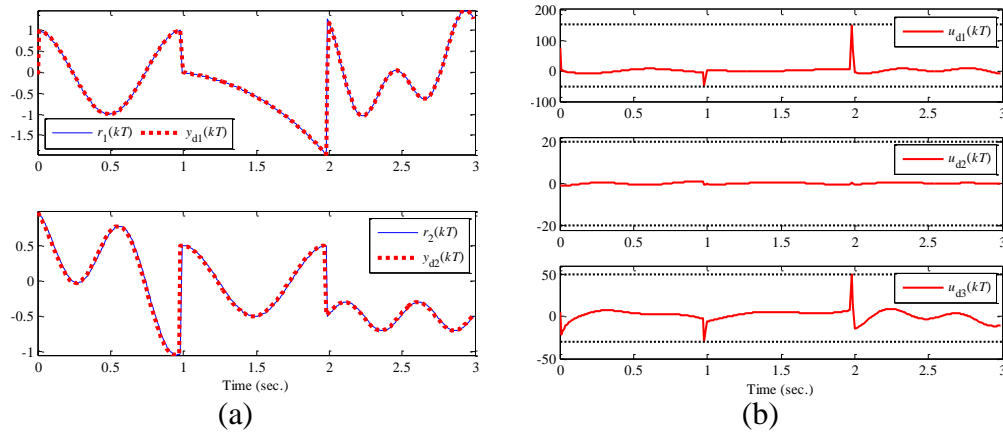 1
0.5
0
-0.5
-1
-1.5
r1(kT) yd1(kT)
0 0.5 1 1.5 2 2.5 3
0.5
0
-0.5
-1
r2(kT)
yd2(kT)
0 0.5 1 1.5 2 2.5 3
Time (sec.)
(a)
200
100
0
-100
ud1(kT)
0 0.5 1 1.5 2 2.5 3
20
0
-20
ud2(kT)
0 0.5 1 1.5 2 2.5 3
50
0
-50
ud3(kT)
0 0.5 1 1.5 2 2.5 3
Time (sec.)
(b)